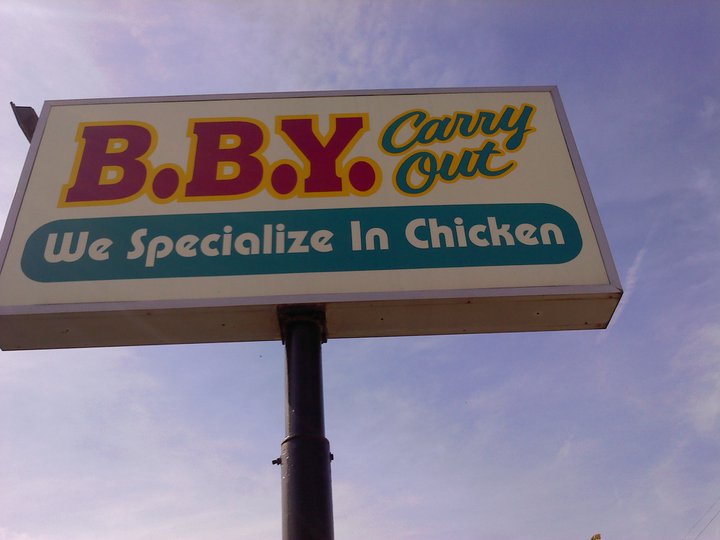 B.B.Y. Carry Out
We Specialize In Chicken